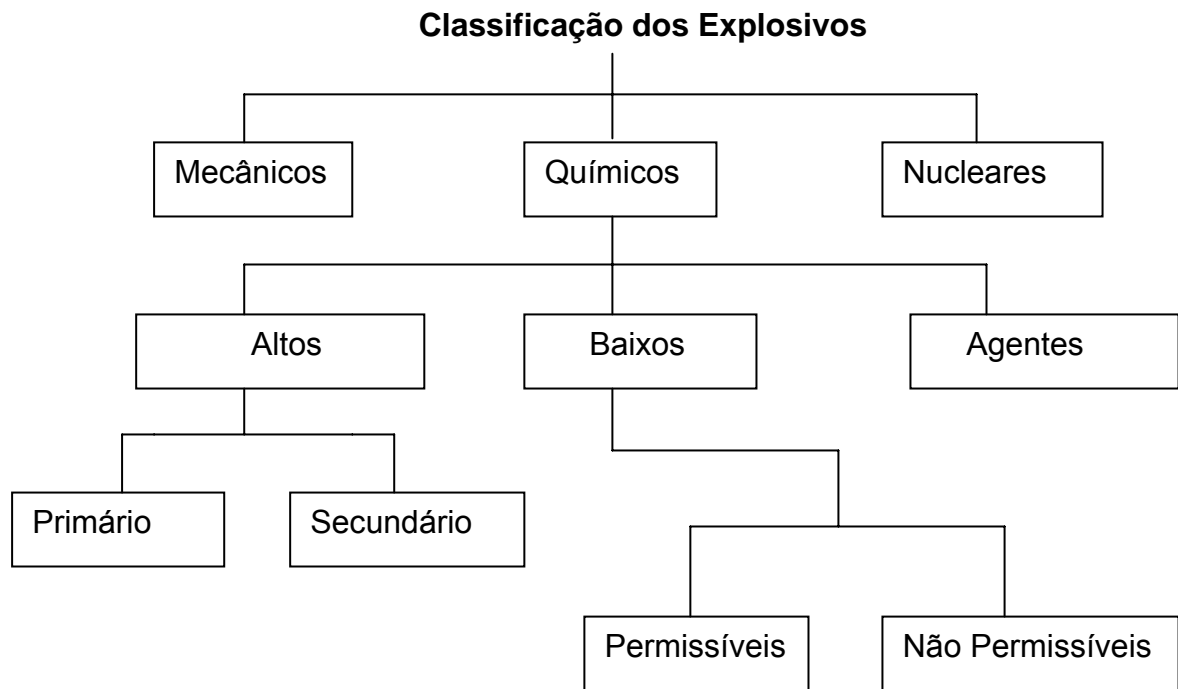 Classificação dos Explosivos
Mecânicos
Químicos
Nucleares
Altos
Baixos
Agentes
Primário
Secundário
Permissíveis
Não Permissíveis